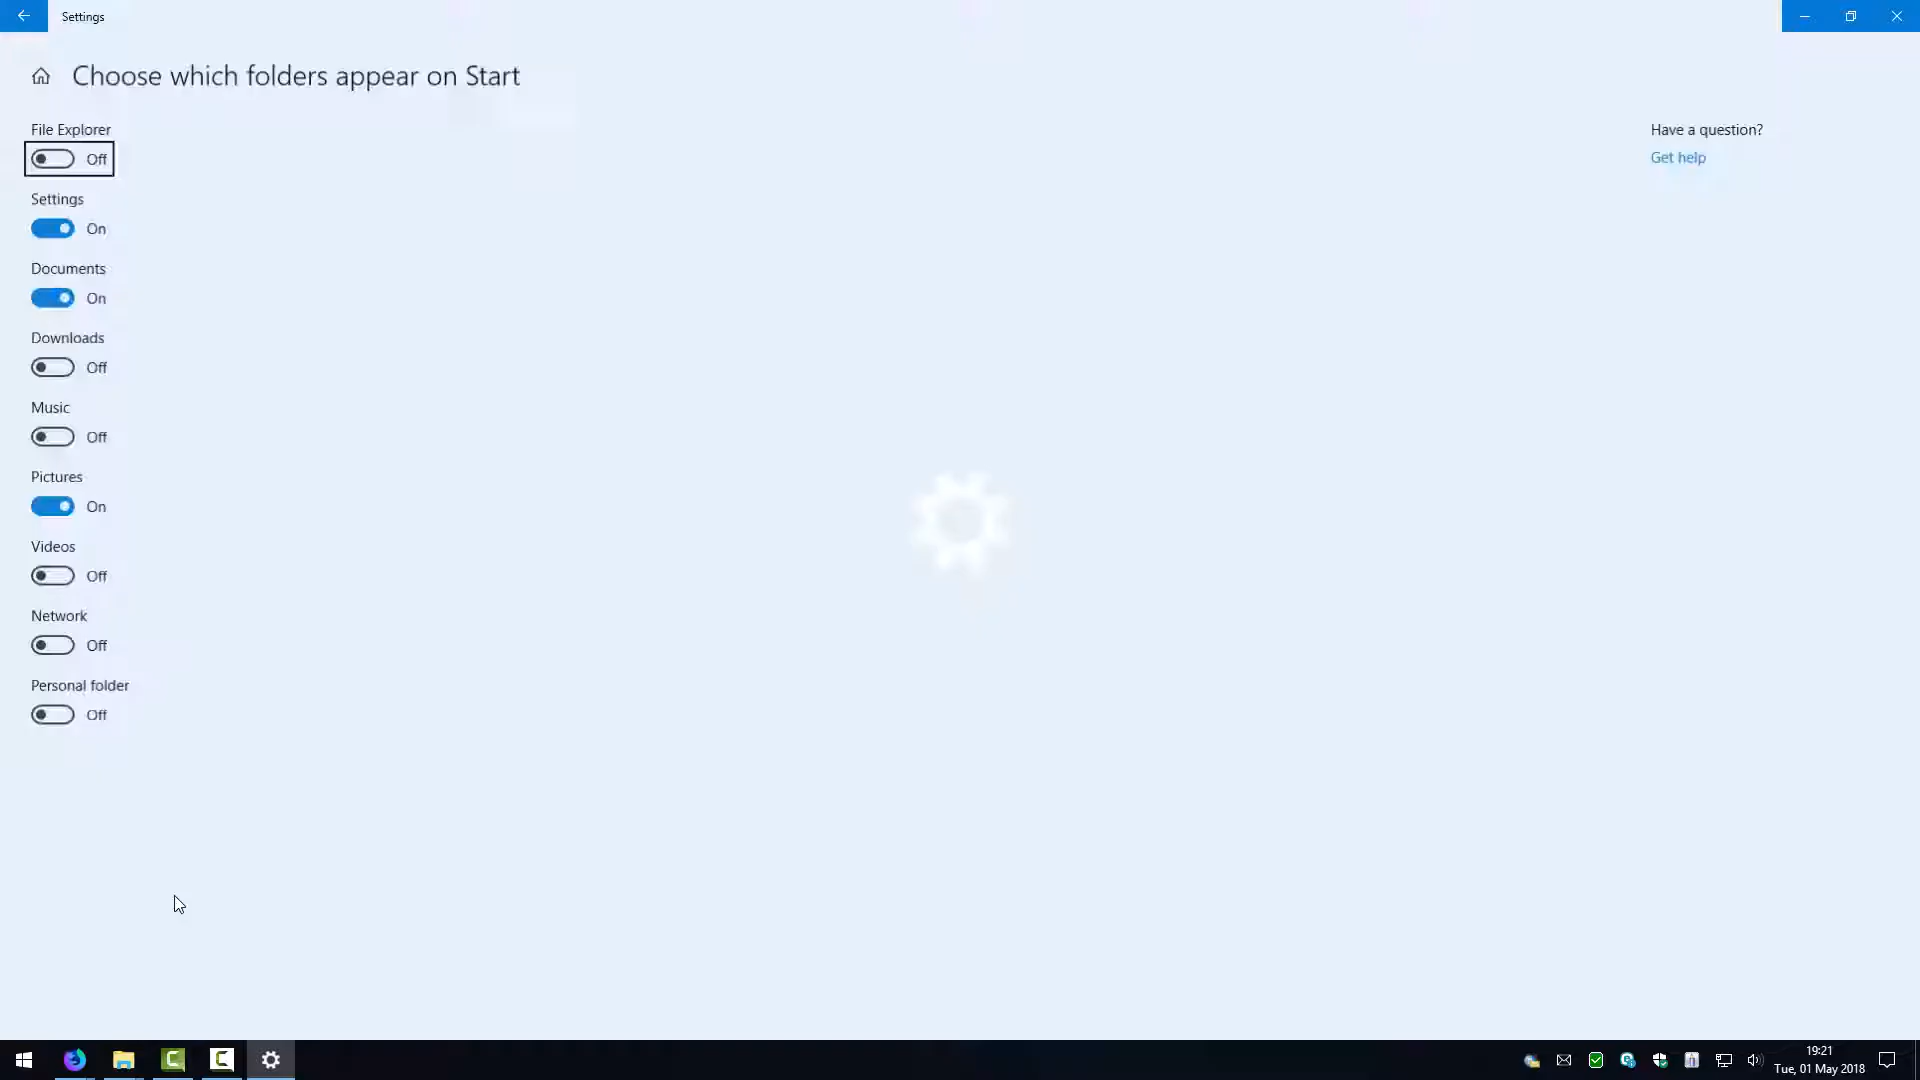 Settings
Choose which folders appear on Start
File Explorer
Off
Have a question?
Get help
Settings
On
Documents
On
Downloads
Off
Music
Off
Pictures
On
Videos
Off
Network
Off
Personal folder
Off
19:21
Tue, 01 May 2018